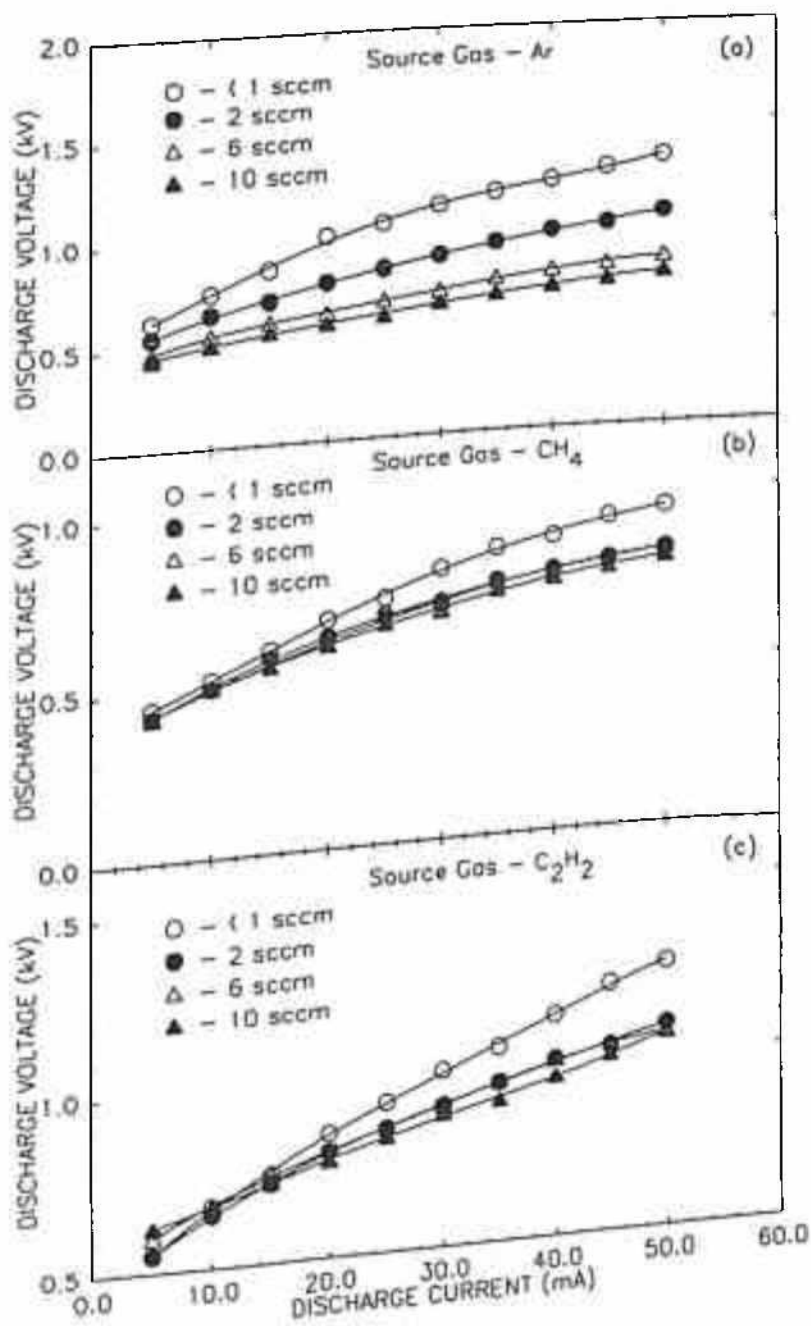 2.0
Source Gas – Ar
(a)
○ – < 1 sccm
● – 2 sccm
△ – 6 sccm
▲ – 10 sccm
1.5
1.0
0.5
0.0
DISCHARGE VOLTAGE (kV)
Source Gas – CH4
(b)
○ – < 1 sccm
● – 2 sccm
△ – 6 sccm
▲ – 10 sccm
1.0
0.5
0.0
DISCHARGE VOLTAGE (kV)
Source Gas – C2H2
(c)
○ – < 1 sccm
● – 2 sccm
△ – 6 sccm
▲ – 10 sccm
1.5
1.0
0.5
DISCHARGE VOLTAGE (kV)
0.0 10.0 20.0 30.0 40.0 50.0 60.0
DISCHARGE CURRENT (mA)